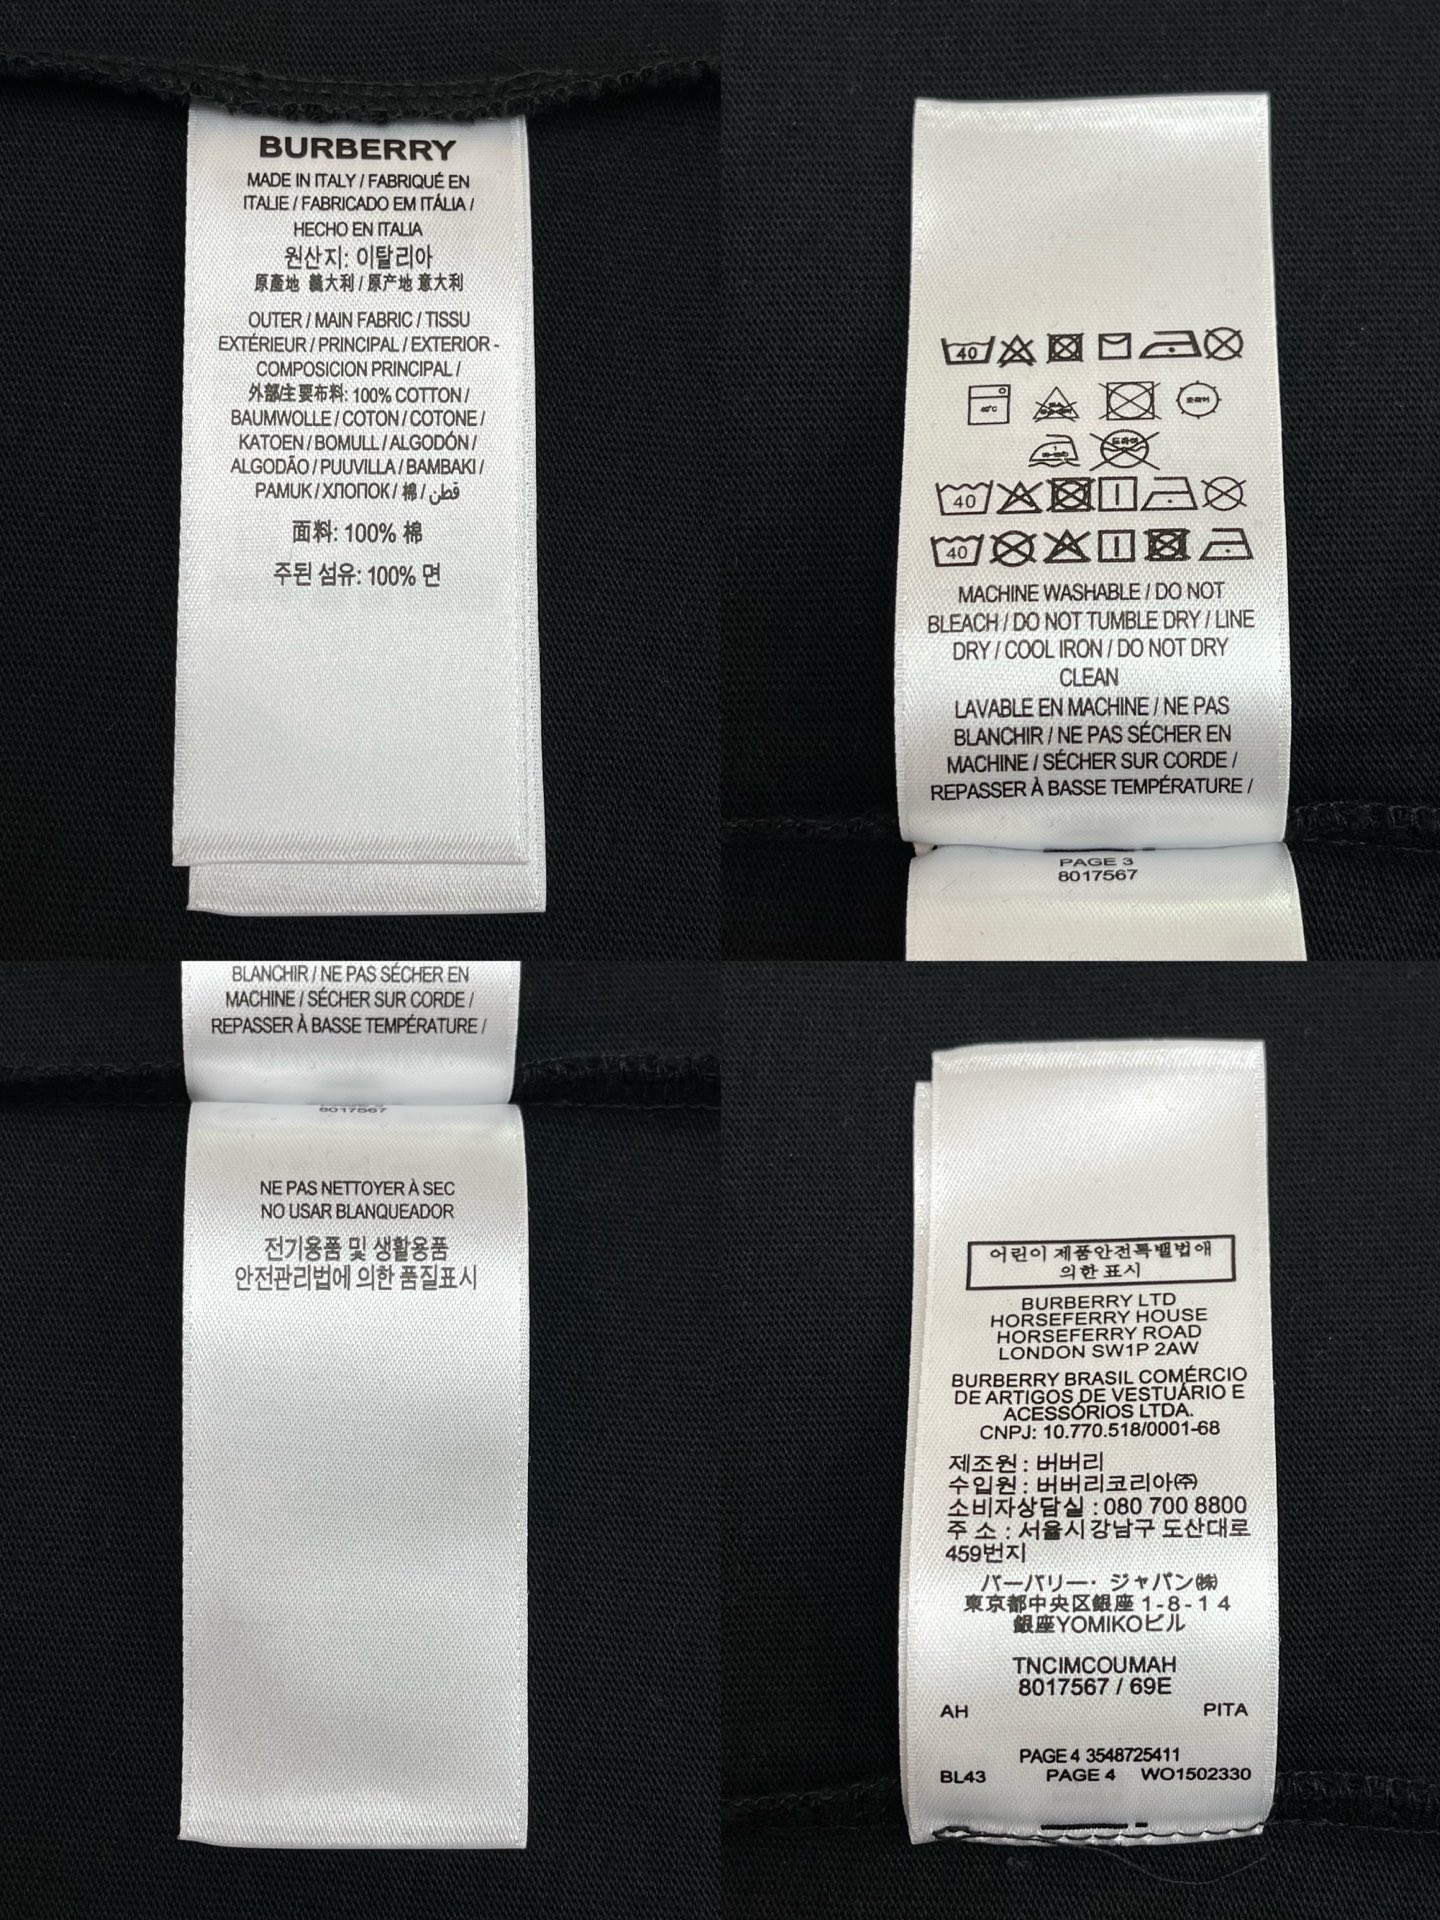 BURBERRY
MADE IN ITALY / FABRIQUÉ EN
ITALIE / FABRICADO EM ITÁLIA /
HECHO EN ITALIA
원산지: 이탈리아
原產地 義大利 / 原产地 意大利
OUTER / MAIN FABRIC / TISSU
EXTÉRIEUR / PRINCIPAL / EXTERIOR -
COMPOSICIÓN PRINCIPAL /
外部/主要布料: 100% COTTON /
BAUMWOLLE / COTON / COTONE /
KATOEN / BOMULL / ALGODÓN /
ALGODÃO / PUUVILLA / BAMBAKI /
PAMUK / ХЛОПОК / 棉 / قطن
面料: 100% 棉
주된 섬유: 100% 면
40
40°C
드라이
40
40
MACHINE WASHABLE / DO NOT
BLEACH / DO NOT TUMBLE DRY / LINE
DRY / COOL IRON / DO NOT DRY
CLEAN
LAVABLE EN MACHINE / NE PAS
BLANCHIR / NE PAS SÉCHER EN
MACHINE / SÉCHER SUR CORDE /
REPASSER À BASSE TEMPÉRATURE /
PAGE 3
8017567
BLANCHIR / NE PAS SÉCHER EN
MACHINE / SÉCHER SUR CORDE /
REPASSER À BASSE TEMPÉRATURE /
8017567
NE PAS NETTOYER À SEC
NO USAR BLANQUEADOR
전기용품 및 생활용품
안전관리법에 의한 품질표시
어린이 제품안전특별법애
의한 표시
BURBERRY LTD
HORSEFERRY HOUSE
HORSEFERRY ROAD
LONDON SW1P 2AW
BURBERRY BRASIL COMÉRCIO
DE ARTIGOS DE VESTUÁRIO E
ACESSÓRIOS LTDA.
CNPJ: 10.770.518/0001-68
제조원 : 버버리
수입원 : 버버리코리아㈜
소비자상담실 : 080 700 8800
주 소 : 서울시 강남구 도산대로
459번지
バーバリー・ジャパン㈱
東京都中央区銀座 1 - 8 - 1 4
銀座YOMIKOビル
TNCIMCOUMAH
8017567 / 69E
AH PITA
PAGE 4 3548725411
BL43 PAGE 4 WO1502330